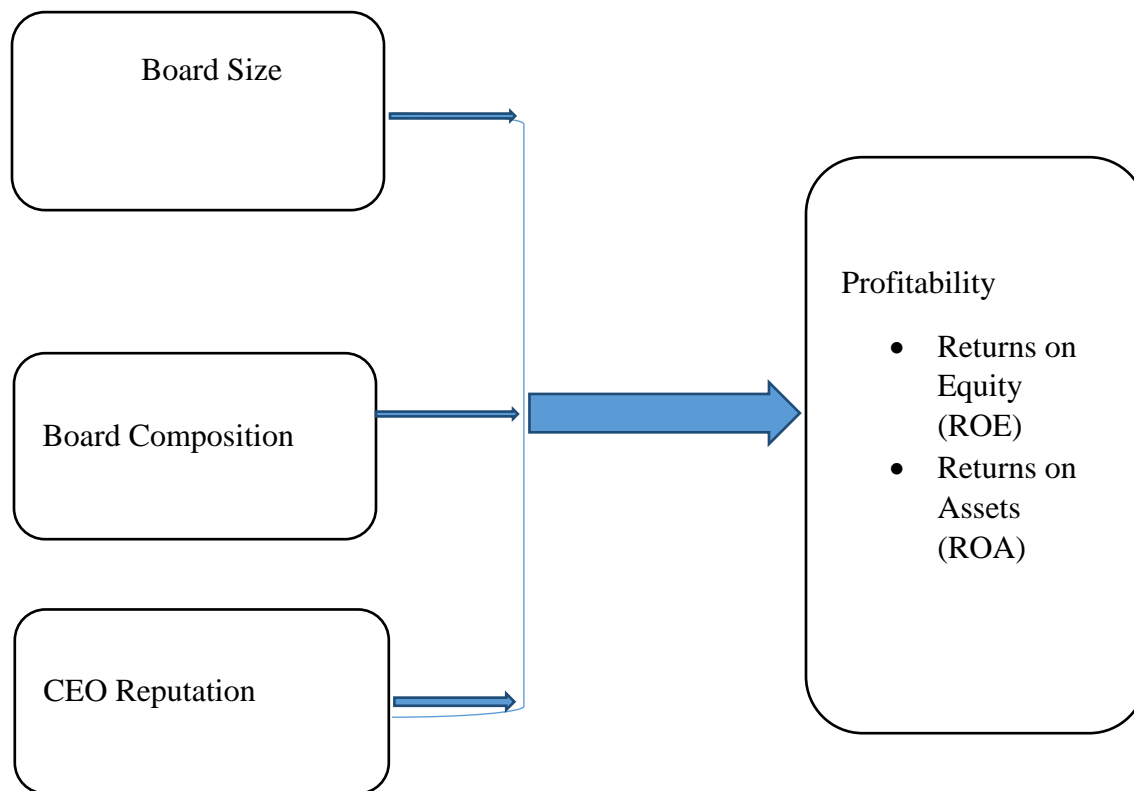 Board Size
Board Composition
CEO Reputation
Profitability
• Returns on
Equity
(ROE)
• Returns on
Assets
(ROA)